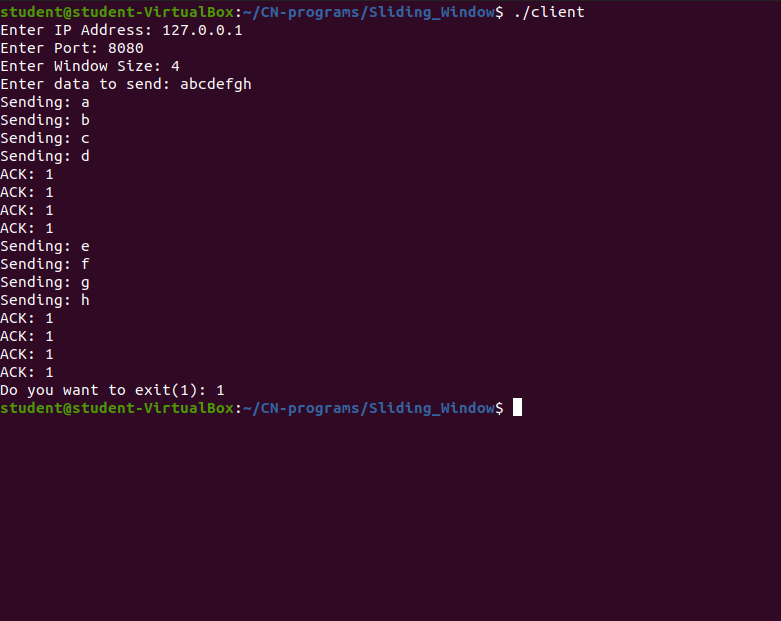 student@student-VirtualBox:~/CN-programs/Sliding_Window$ ./client
Enter IP Address: 127.0.0.1
Enter Port: 8080
Enter Window Size: 4
Enter data to send: abcdefgh
Sending: a
Sending: b
Sending: c
Sending: d
ACK: 1
ACK: 1
ACK: 1
ACK: 1
Sending: e
Sending: f
Sending: g
Sending: h
ACK: 1
ACK: 1
ACK: 1
ACK: 1
Do you want to exit(1): 1
student@student-VirtualBox:~/CN-programs/Sliding_Window$